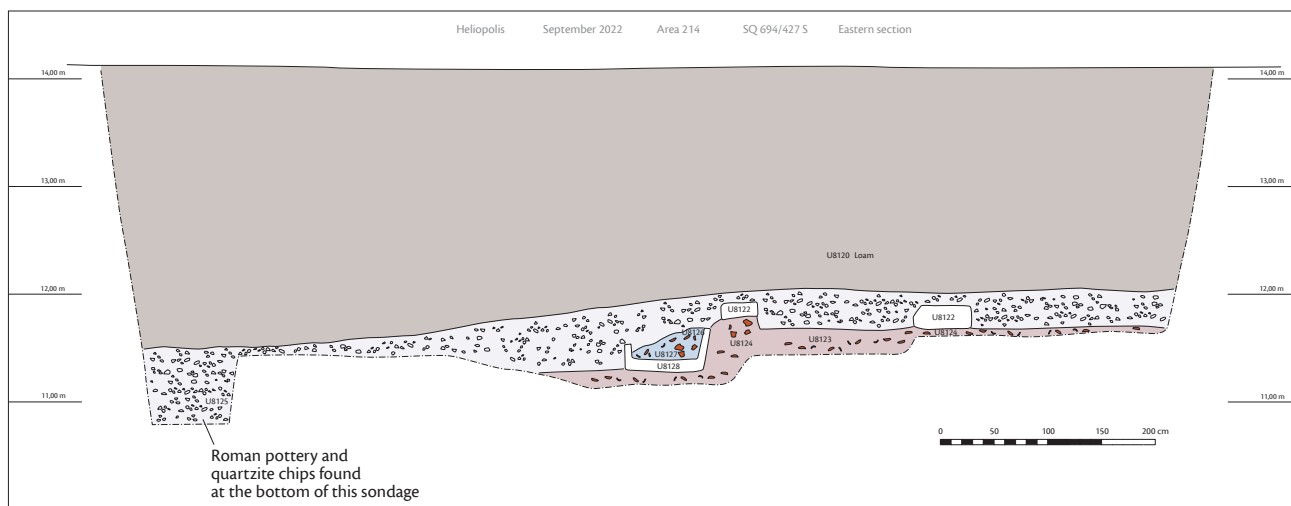 Heliopolis September 2022 Area 214 SQ 694/427 S Eastern section
14,00 m 14,00 m
13,00 m 13,00 m
U8120 Loam
12,00 m 12,00 m
U8122
U8122
U8126
U8124
U8123
U8124
U8127
U8128
11,00 m 11,00 m
U8125
0 50 100 150 200 cm
Roman pottery and
quartzite chips found
at the bottom of this sondage